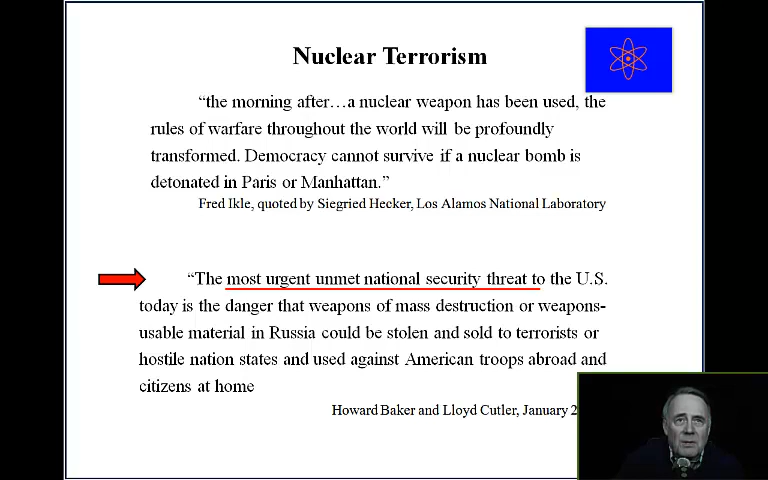 Nuclear Terrorism
“the morning after…a nuclear weapon has been used, the
rules of warfare throughout the world will be profoundly
transformed. Democracy cannot survive if a nuclear bomb is
detonated in Paris or Manhattan.”
Fred Ikle, quoted by Siegried Hecker, Los Alamos National Laboratory
“The most urgent unmet national security threat to the U.S.
today is the danger that weapons of mass destruction or weapons-
usable material in Russia could be stolen and sold to terrorists or
hostile nation states and used against American troops abroad and
citizens at home
Howard Baker and Lloyd Cutler, January